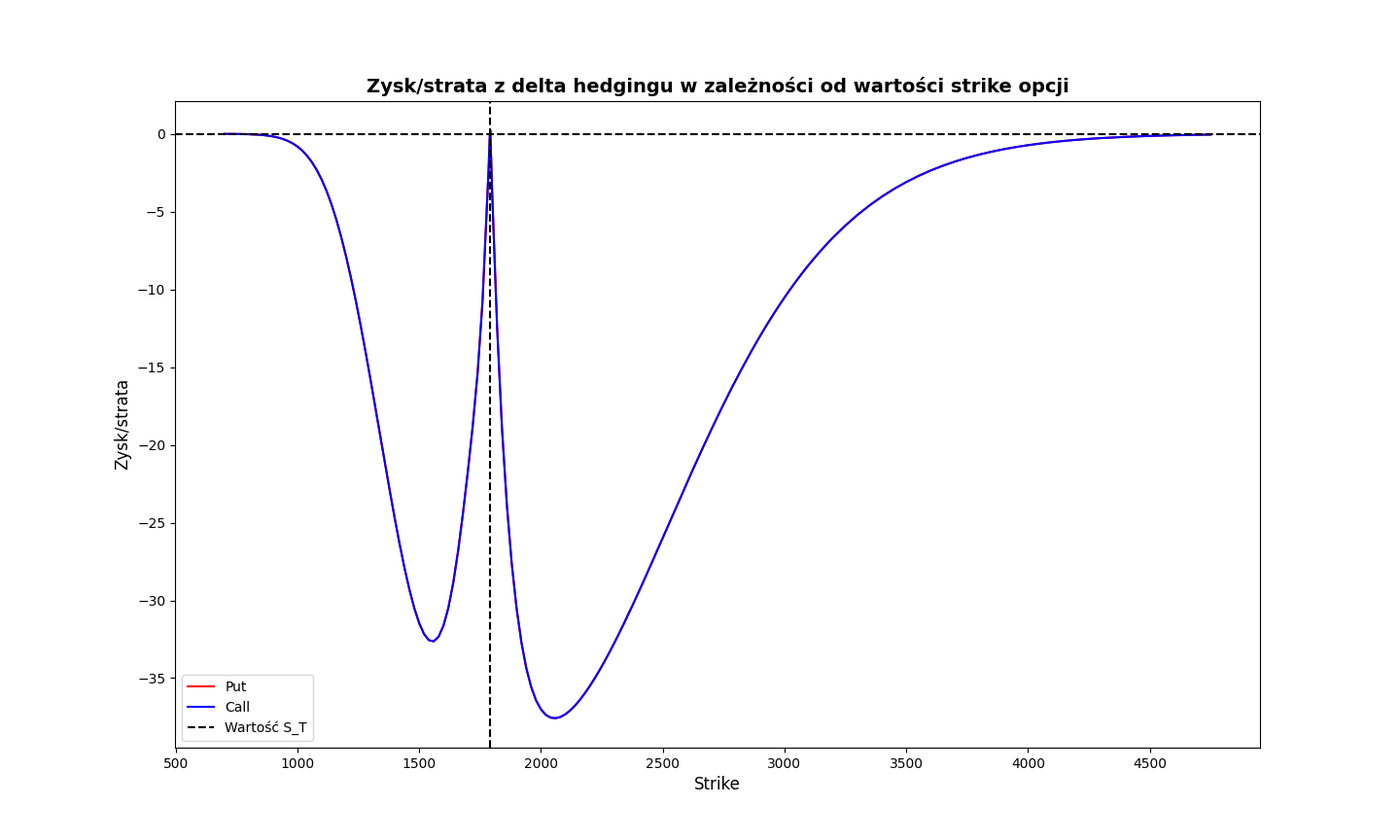 Zysk/strata z delta hedgingu w zależności od wartości strike opcji
Zysk/strata
0
−5
−10
−15
−20
−25
−30
−35
Put
Call
Wartość S_T
500 1000 1500 2000 2500 3000 3500 4000 4500
Strike